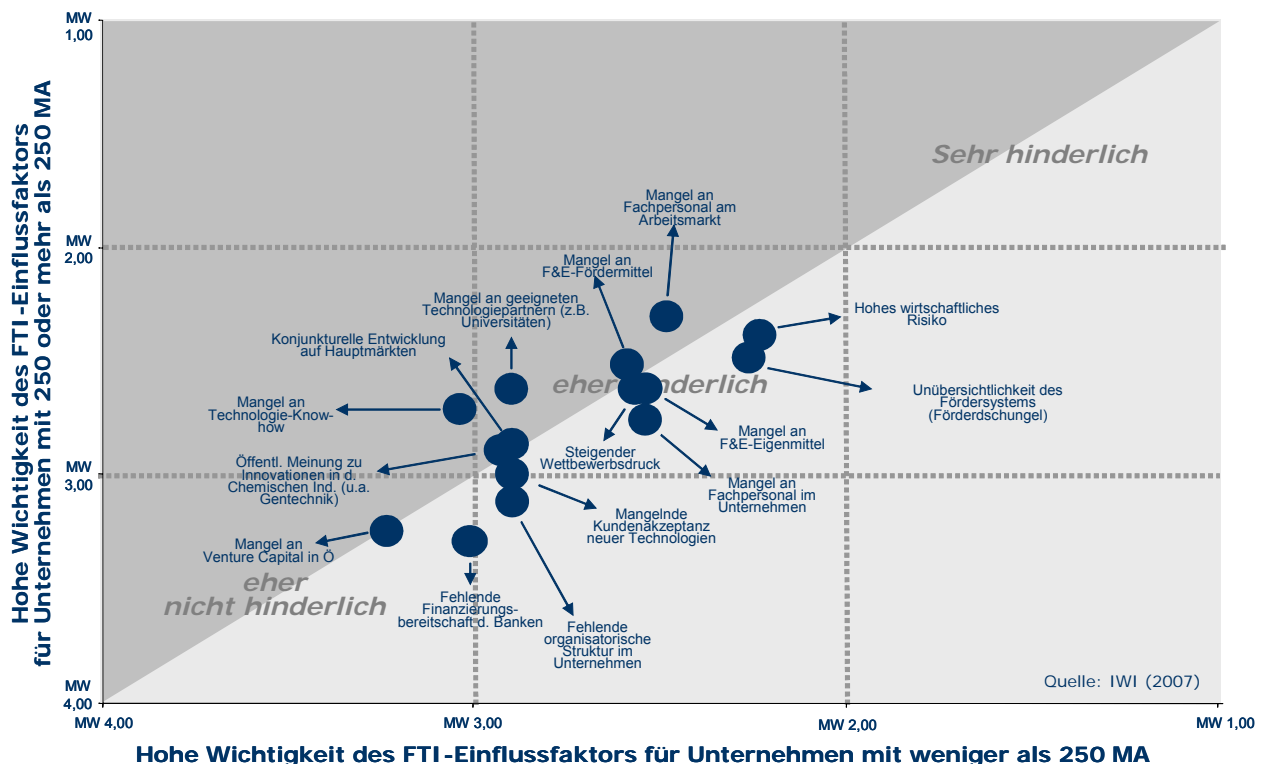 MW
1,00
Hohe Wichtigkeit des FTI-Einflussfaktors
für Unternehmen mit 250 oder mehr als 250 MA
Sehr hinderlich
Mangel an
Fachpersonal am
Arbeitsmarkt
MW
2,00
Mangel an
F&E-Fördermittel
Mangel an geeigneten
Technologiepartnern (z.B.
Universitäten)
Hohes wirtschaftliches
Risiko
Konjunkturelle Entwicklung
auf Hauptmärkten
eher hinderlich
Unübersichtlichkeit des
Fördersystems
(Förderdschungel)
Mangel an
Technologie-Know-
how
Mangel an
F&E-Eigenmittel
Steigender
Wettbewerbsdruck
MW
3,00
Öffentl. Meinung zu
Innovationen in d.
Chemischen Ind. (u.a.
Gentechnik)
Mangel an
Fachpersonal im
Unternehmen
Mangelnde
Kundenakzeptanz
neuer Technologien
Mangel an
Venture Capital in Ö
eher
nicht hinderlich
Fehlende
Finanzierungs-
bereitschaft d. Banken
Fehlende
organisatorische
Struktur im
Unternehmen
Quelle: IWI (2007)
MW
4,00
MW 4,00
MW 3,00
MW 2,00
MW 1,00
Hohe Wichtigkeit des FTI-Einflussfaktors für Unternehmen mit weniger als 250 MA